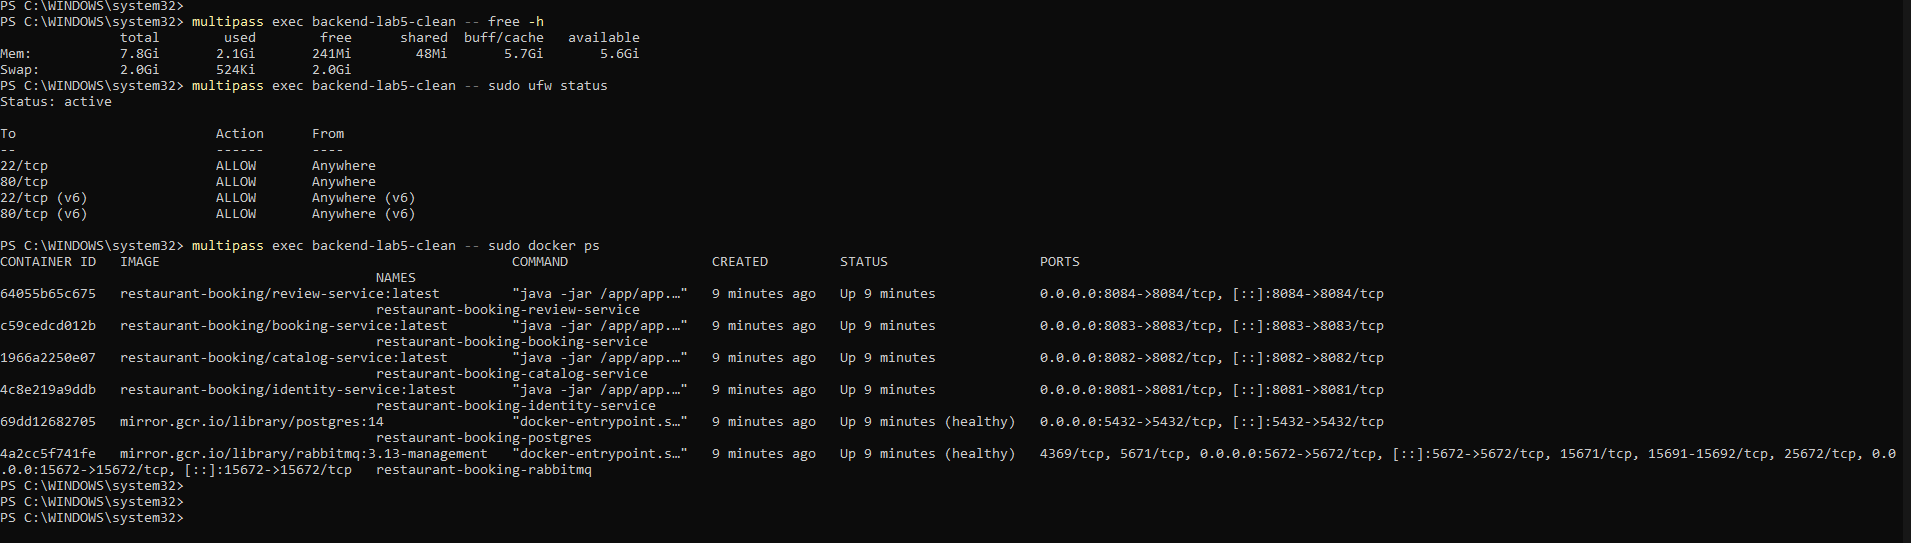 PS C:\WINDOWS\system32>
PS C:\WINDOWS\system32> multipass exec backend-lab5-clean -- free -h
total used free shared buff/cache available
Mem: 7.8Gi 2.1Gi 241Mi 48Mi 5.7Gi 5.6Gi
Swap: 2.0Gi 524Ki 2.0Gi
PS C:\WINDOWS\system32> multipass exec backend-lab5-clean -- sudo ufw status
Status: active
To Action From
-- ------ ----
22/tcp ALLOW Anywhere
80/tcp ALLOW Anywhere
22/tcp (v6) ALLOW Anywhere (v6)
80/tcp (v6) ALLOW Anywhere (v6)
PS C:\WINDOWS\system32> multipass exec backend-lab5-clean -- sudo docker ps
CONTAINER ID IMAGE COMMAND CREATED STATUS PORTS
NAMES
64055b65c675 restaurant-booking/review-service:latest "java -jar /app/app.…" 9 minutes ago Up 9 minutes 0.0.0.0:8084->8084/tcp, [::]:8084->8084/tcp
restaurant-booking-review-service
c59cedcd012b restaurant-booking/booking-service:latest "java -jar /app/app.…" 9 minutes ago Up 9 minutes 0.0.0.0:8083->8083/tcp, [::]:8083->8083/tcp
restaurant-booking-booking-service
1966a2250e07 restaurant-booking/catalog-service:latest "java -jar /app/app.…" 9 minutes ago Up 9 minutes 0.0.0.0:8082->8082/tcp, [::]:8082->8082/tcp
restaurant-booking-catalog-service
4c8e219a9ddb restaurant-booking/identity-service:latest "java -jar /app/app.…" 9 minutes ago Up 9 minutes 0.0.0.0:8081->8081/tcp, [::]:8081->8081/tcp
restaurant-booking-identity-service
69dd12682705 mirror.gcr.io/library/postgres:14 "docker-entrypoint.s…" 9 minutes ago Up 9 minutes (healthy) 0.0.0.0:5432->5432/tcp, [::]:5432->5432/tcp
restaurant-booking-postgres
4a2cc5f741fe mirror.gcr.io/library/rabbitmq:3.13-management "docker-entrypoint.s…" 9 minutes ago Up 9 minutes (healthy) 4369/tcp, 5671/tcp, 0.0.0.0:5672->5672/tcp, [::]:5672->5672/tcp, 15671/tcp, 15691-15692/tcp, 25672/tcp, 0.0
.0.0:15672->15672/tcp, [::]:15672->15672/tcp restaurant-booking-rabbitmq
PS C:\WINDOWS\system32>
PS C:\WINDOWS\system32>
PS C:\WINDOWS\system32>